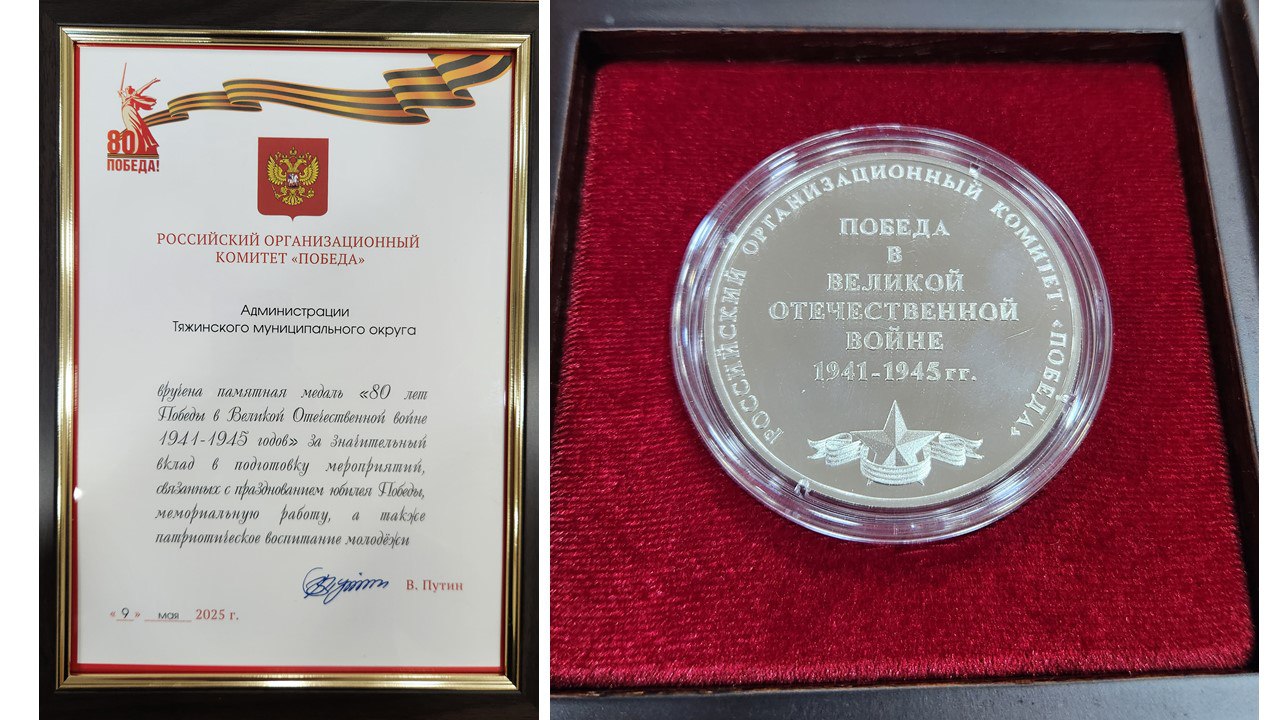 80
ПОБЕДА!
РОССИЙСКИЙ ОРГАНИЗАЦИОННЫЙ
КОМИТЕТ «ПОБЕДА»
Администрации
Тяжинского муниципального округа
вручена памятная медаль «80 лет
Победы в Великой Отечественной войне
1941-1945 годов» за значительный
вклад в подготовку мероприятий,
связанных с празднованием юбилея Победы,
мемориальную работу, а также
патриотическое воспитание молодёжи
В. Путин
«9» мая 2025 г.
РОССИЙСКИЙ ОРГАНИЗАЦИОННЫЙ КОМИТЕТ «ПОБЕДА»
ПОБЕДА
В
ВЕЛИКОЙ
ОТЕЧЕСТВЕННОЙ
ВОЙНЕ
1941-1945 гг.